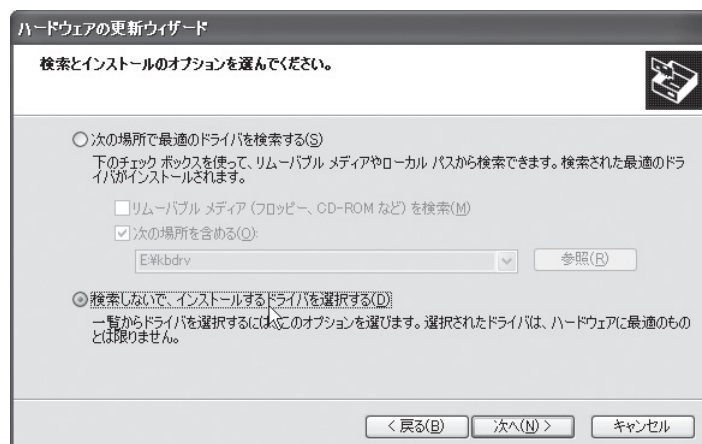 ハードウェアの更新ウィザード
検索とインストールのオプションを選んでください。
次の場所で最適のドライバを検索する(S)
下のチェック ボックスを使って、リムーバブル メディアやローカル パスから検索できます。検索された最適のドラ
イバがインストールされます。
リムーバブル メディア (フロッピー、CD-ROM など) を検索(M)
次の場所を含める(O):
E:¥kbdrv
参照(R)
検索しないで、インストールするドライバを選択する(D)
一覧からドライバを選択するには、このオプションを選びます。選択されたドライバは、ハードウェアに最適のもの
とは限りません。
< 戻る(B) 次へ(N) > キャンセル